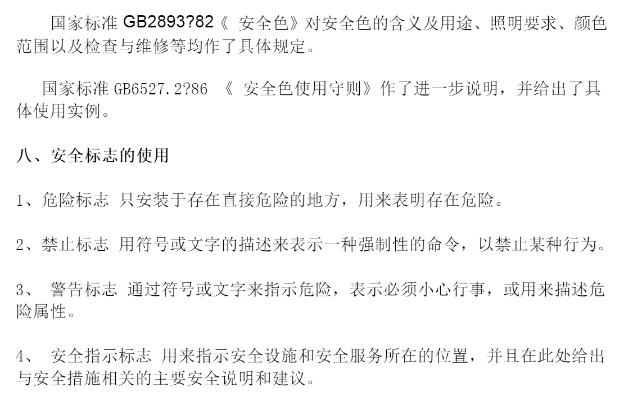 国家标准 GB2893?82《 安全色》对安全色的含义及用途、照明要求、颜色
范围以及检查与维修等均作了具体规定。
国家标准 GB6527.2?86 《 安全色使用守则》作了进一步说明，并给出了具
体使用实例。
八、安全标志的使用
1、危险标志 只安装于存在直接危险的地方，用来表明存在危险。
2、禁止标志 用符号或文字的描述来表示一种强制性的命令，以禁止某种行为。
3、 警告标志 通过符号或文字来指示危险，表示必须小心行事，或用来描述危
险属性。
4、 安全指示标志 用来指示安全设施和安全服务所在的位置，并且在此处给出
与安全措施相关的主要安全说明和建议。